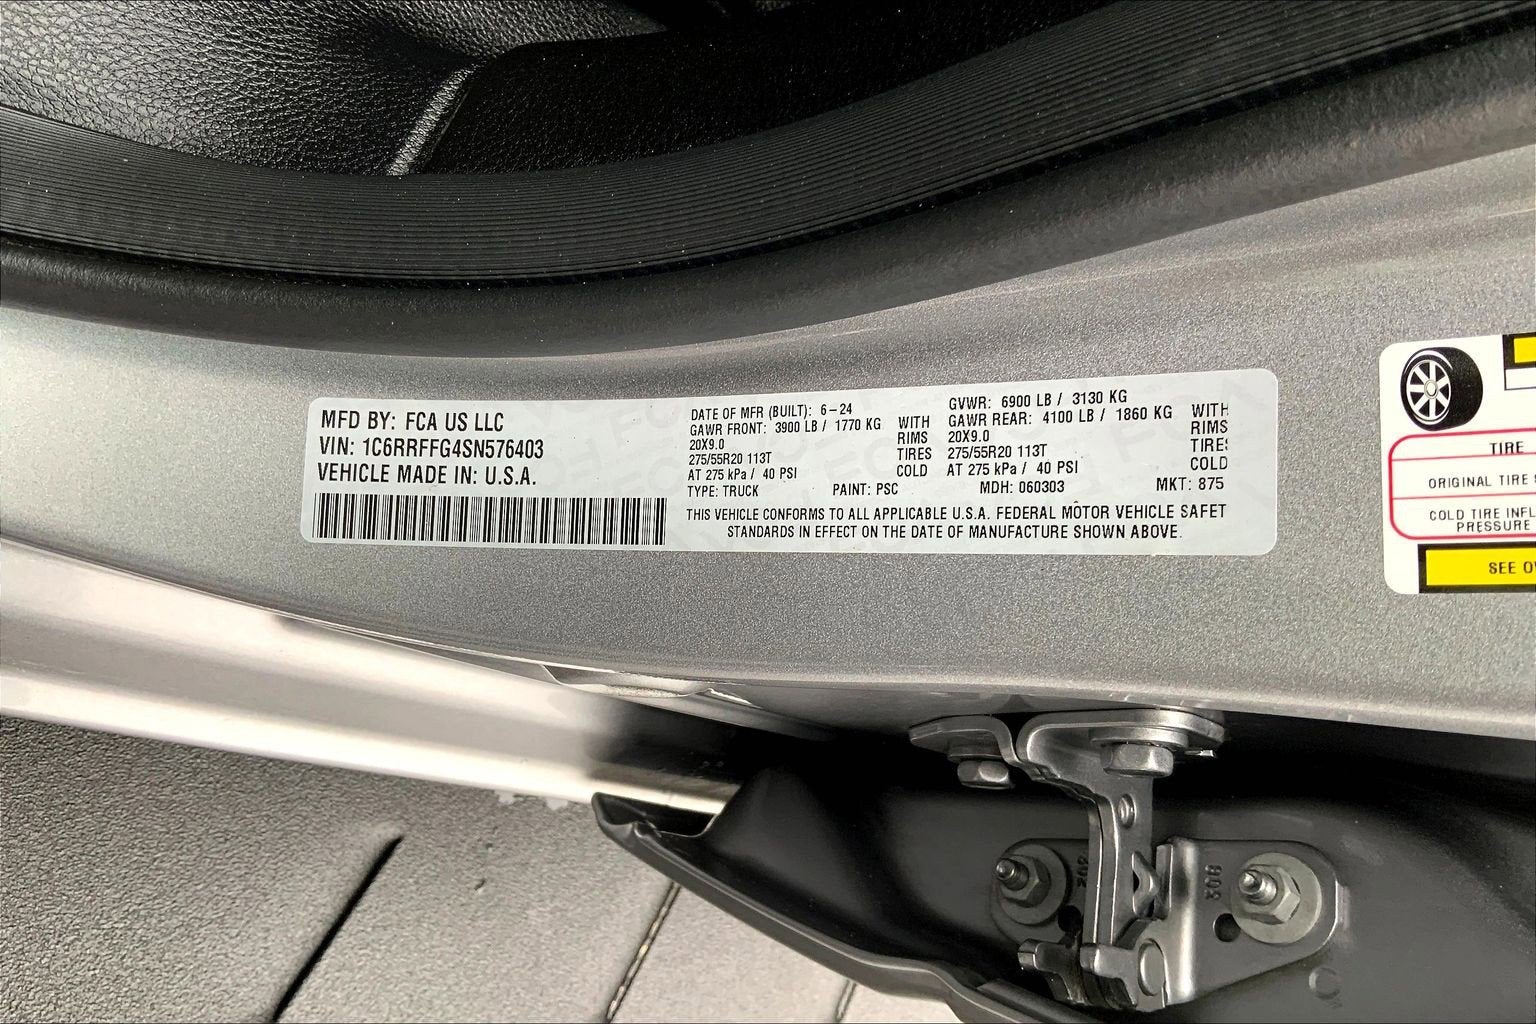 MFD BY: FCA US LLC
VIN: 1C6RRFFG4SN576403
VEHICLE MADE IN: U.S.A.
DATE OF MFR (BUILT): 6-24
GAWR FRONT: 3900 LB / 1770 KG WITH
20X9.0 RIMS
275/55R20 113T TIRES
AT 275 kPa / 40 PSI COLD
GVWR: 6900 LB / 3130 KG
GAWR REAR: 4100 LB / 1860 KG WITH
20X9.0 RIMS
275/55R20 113T TIRES
AT 275 kPa / 40 PSI COLD
TYPE: TRUCK PAINT: PSC MDH: 060303 MKT: 875
THIS VEHICLE CONFORMS TO ALL APPLICABLE U.S.A. FEDERAL MOTOR VEHICLE SAFET
STANDARDS IN EFFECT ON THE DATE OF MANUFACTURE SHOWN ABOVE.
TIRE
ORIGINAL TIRE
COLD TIRE INFL
PRESSURE
SEE
308